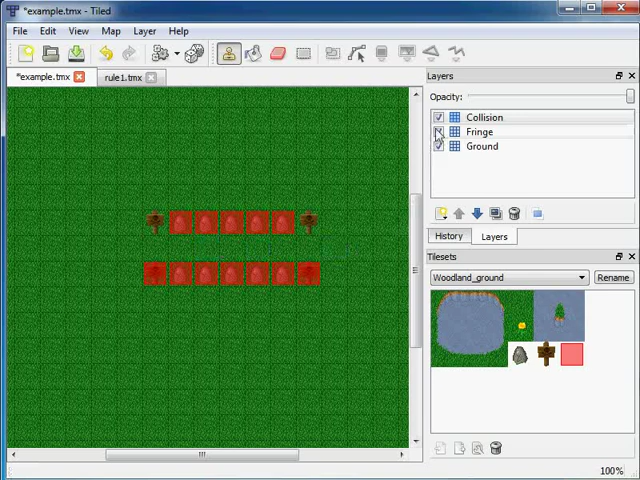 *example.tmx - Tiled
File Edit View Map Layer Help
*example.tmx rule1.tmx
Layers
Opacity:
Collision
Fringe
Ground
History Layers
Tilesets
Woodland_ground Rename
100%